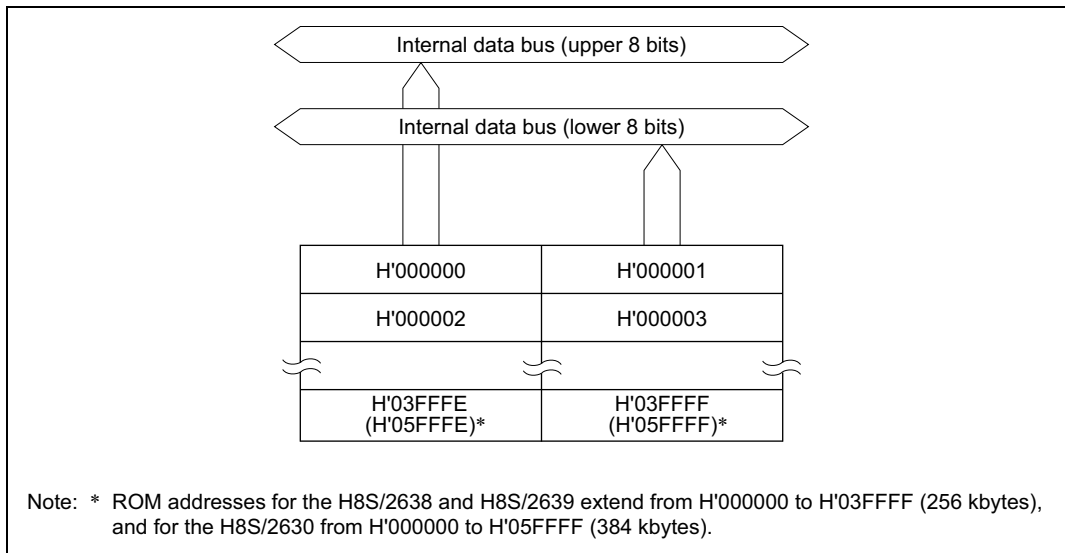 Internal data bus (upper 8 bits)
Internal data bus (lower 8 bits)
H'000000
H'000001
H'000002
H'000003
H'03FFFE
(H'05FFFE)*
H'03FFFF
(H'05FFFF)*
Note: * ROM addresses for the H8S/2638 and H8S/2639 extend from H'000000 to H'03FFFF (256 kbytes),
and for the H8S/2630 from H'000000 to H'05FFFF (384 kbytes).